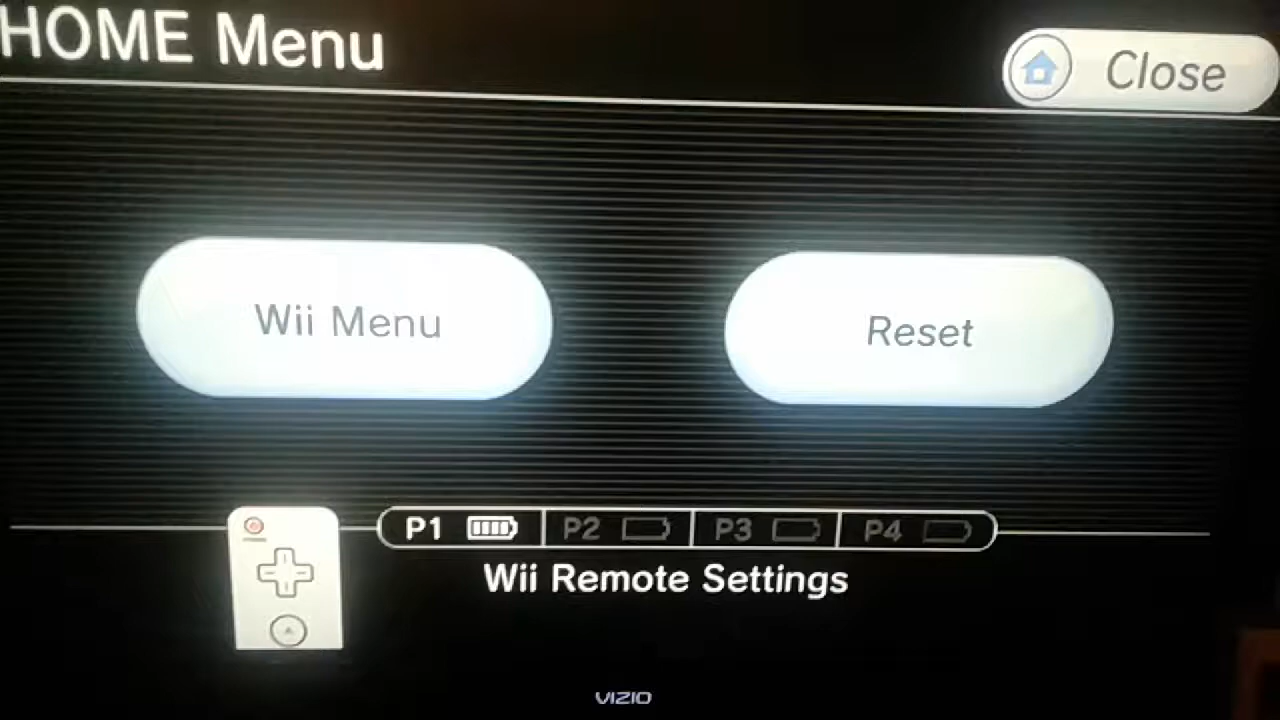 HOME Menu
Close
Wii Menu
Reset
P1 P2 P3 P4
Wii Remote Settings
VIZIO